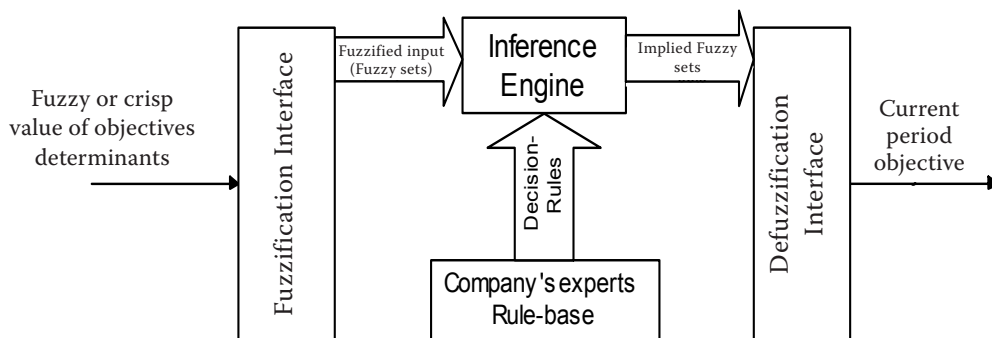 Fuzzy or crisp
value of objectives
determinants
Fuzzification Interface
Fuzzified input
(Fuzzy sets)
Inference
Engine
Decision-
Rules
Company's experts
Rule-base
Implied Fuzzy
sets
Defuzzification
Interface
Current
period
objective